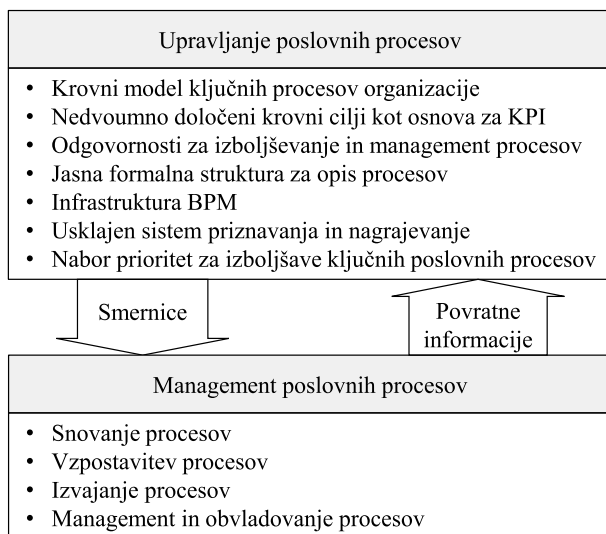 Upravljanje poslovnih procesov
• Krovni model ključnih procesov organizacije
• Nedvoumno določeni krovni cilji kot osnova za KPI
• Odgovornosti za izboljševanje in management procesov
• Jasna formalna struktura za opis procesov
• Infrastruktura BPM
• Usklajen sistem priznavanja in nagrajevanje
• Nabor prioritet za izboljšave ključnih poslovnih procesov
Smernice
Povratne
informacije
Management poslovnih procesov
• Snovanje procesov
• Vzpostavitev procesov
• Izvajanje procesov
• Management in obvladovanje procesov